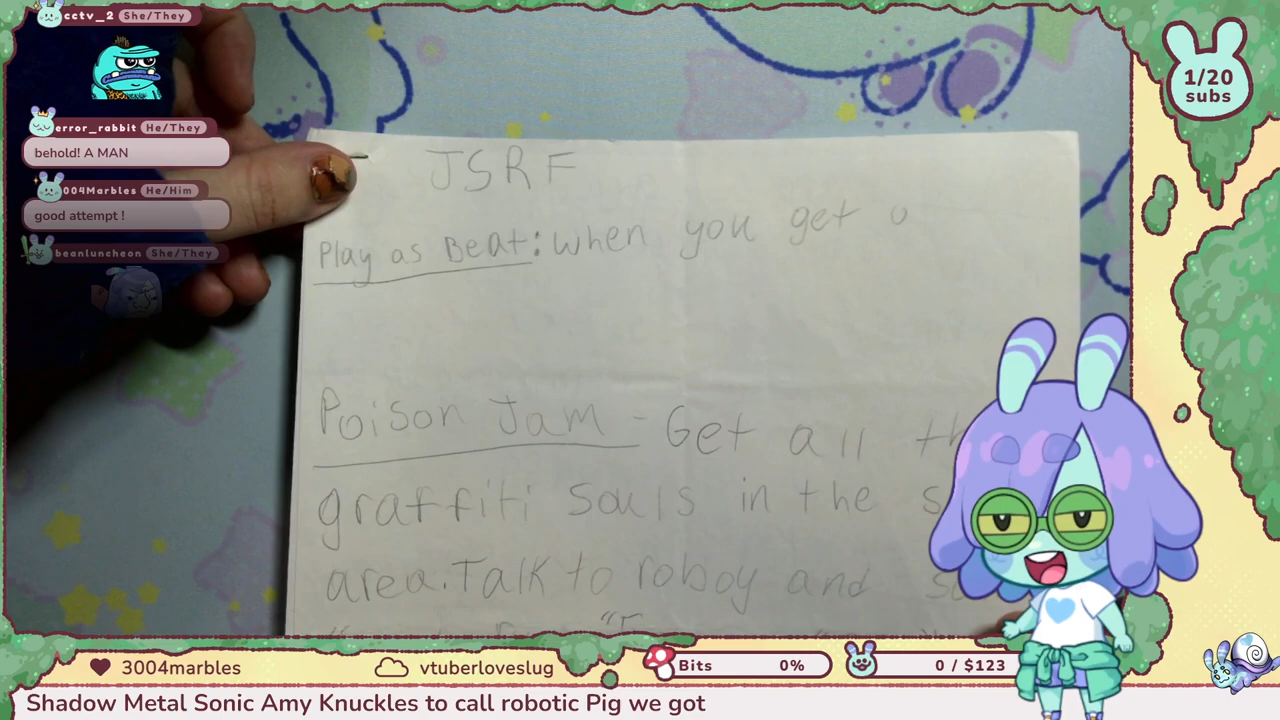 cctv_2 She/They
error_rabbit He/They
behold! A MAN
004Marbles He/Him
good attempt !
beanluncheon She/They
1/20
subs
JSRF
Play as Beat: when you get
Poison Jam - Get all
graffiti souls in the
area. Talk to roboy and
3004marbles
vtuberloveslug
Bits 0%
0 / $123
Shadow Metal Sonic Amy Knuckles to call robotic Pig we got